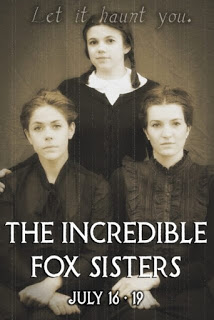 Let it haunt you.
THE INCREDIBLE
FOX SISTERS
JULY 16 • 19